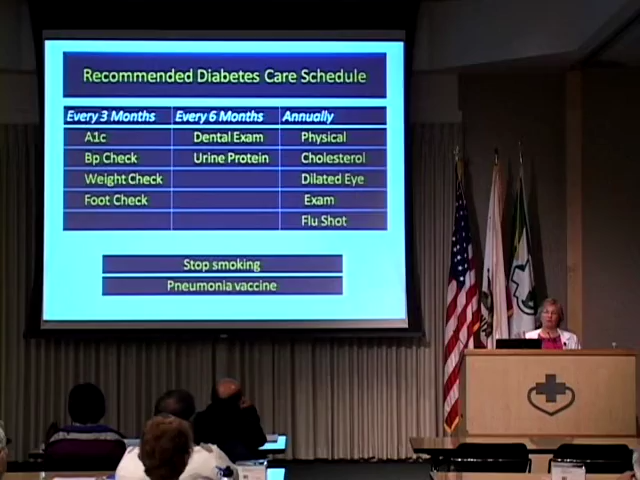 Recommended Diabetes Care Schedule
Every 3 Months Every 6 Months Annually
A1c Dental Exam Physical
Bp Check Urine Protein Cholesterol
Weight Check Dilated Eye
Foot Check Exam
Flu Shot
Stop smoking
Pneumonia vaccine